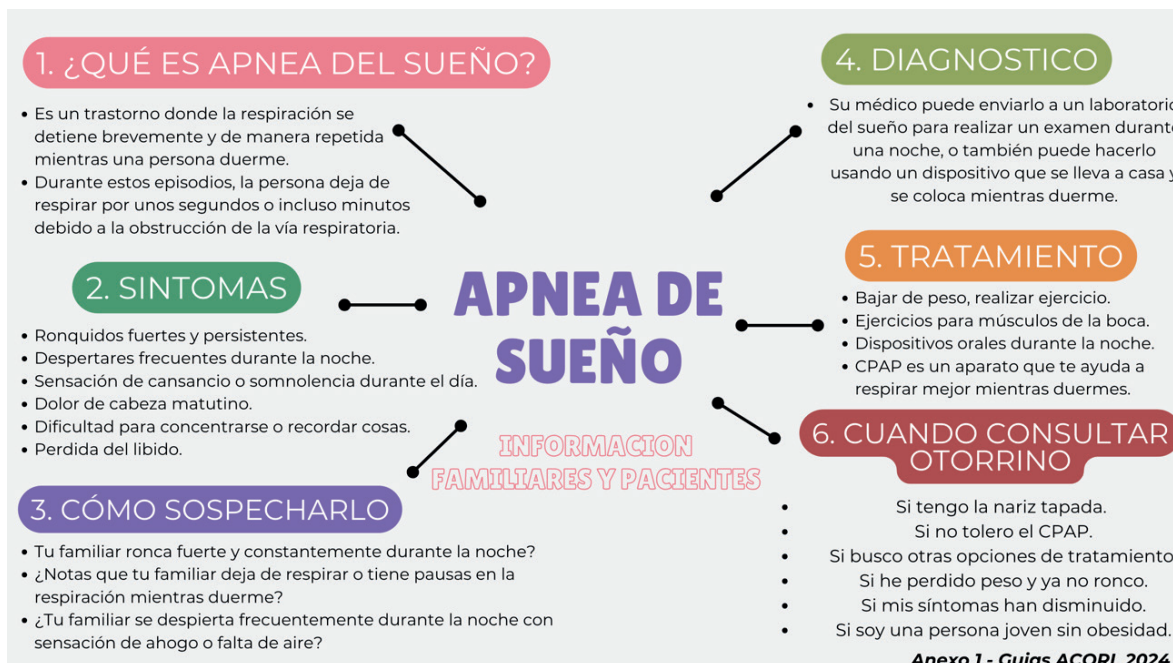 1. ¿QUÉ ES APNEA DEL SUEÑO?
• Es un trastorno donde la respiración se
detiene brevemente y de manera repetida
mientras una persona duerme.
• Durante estos episodios, la persona deja de
respirar por unos segundos o incluso minutos
debido a la obstrucción de la vía respiratoria.
2. SINTOMAS
• Ronquidos fuertes y persistentes.
• Despertares frecuentes durante la noche.
• Sensación de cansancio o somnolencia durante el día.
• Dolor de cabeza matutino.
• Dificultad para concentrarse o recordar cosas.
• Perdida del libido.
3. CÓMO SOSPECHARLO
• Tu familiar ronca fuerte y constantemente durante la noche?
• ¿Notas que tu familiar deja de respirar o tiene pausas en la
respiración mientras duerme?
• ¿Tu familiar se despierta frecuentemente durante la noche con
sensación de ahogo o falta de aire?
APNEA DE
SUEÑO
INFORMACION
FAMILIARES Y PACIENTES
4. DIAGNOSTICO
• Su médico puede enviarlo a un laboratorio
del sueño para realizar un examen durante
una noche, o también puede hacerlo
usando un dispositivo que se lleva a casa y
se coloca mientras duerme.
5. TRATAMIENTO
• Bajar de peso, realizar ejercicio.
• Ejercicios para músculos de la boca.
• Dispositivos orales durante la noche.
• CPAP es un aparato que te ayuda a
respirar mejor mientras duermes.
6. CUANDO CONSULTAR
OTORRINO
• Si tengo la nariz tapada.
• Si no tolero el CPAP.
• Si busco otras opciones de tratamiento
• Si he perdido peso y ya no ronco.
• Si mis síntomas han disminuido.
• Si soy una persona joven sin obesidad.
Anexo 1 - Guias ACORL 2024